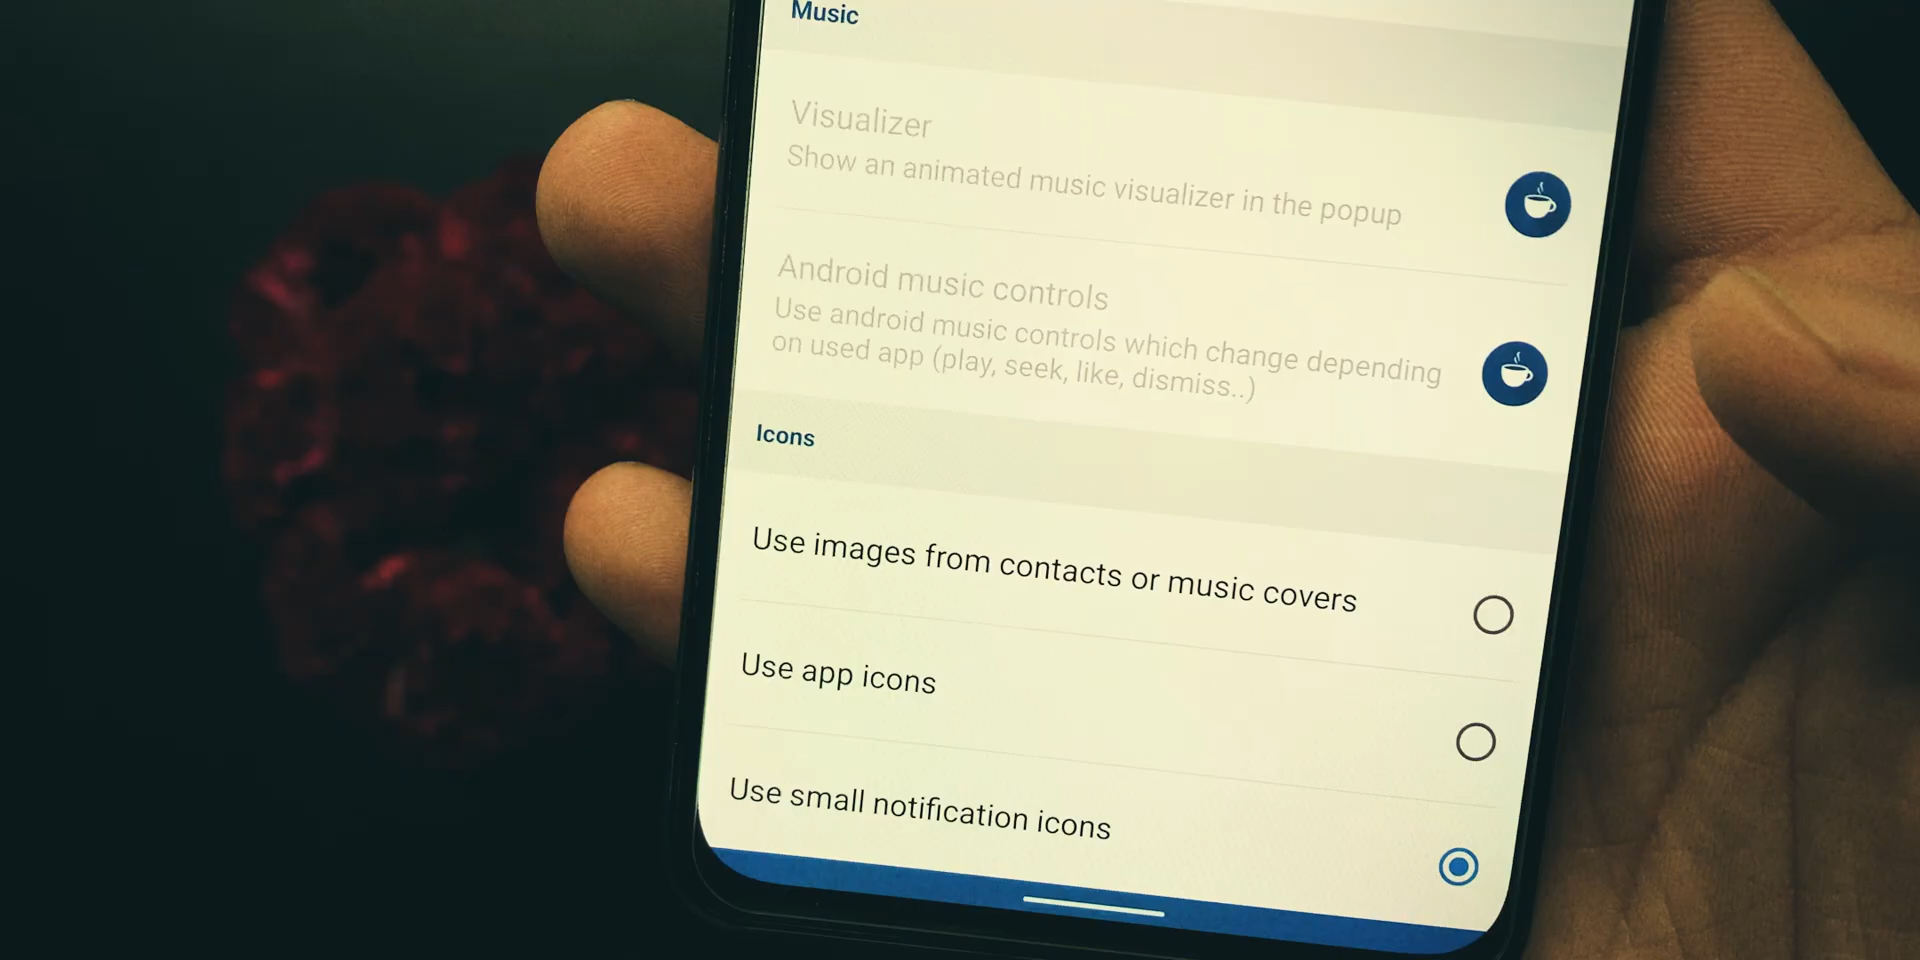 Music
Visualizer
Show an animated music visualizer in the popup
Android music controls
Use android music controls which change depending
on used app (play, seek, like, dismiss..)
Icons
Use images from contacts or music covers
Use app icons
Use small notification icons